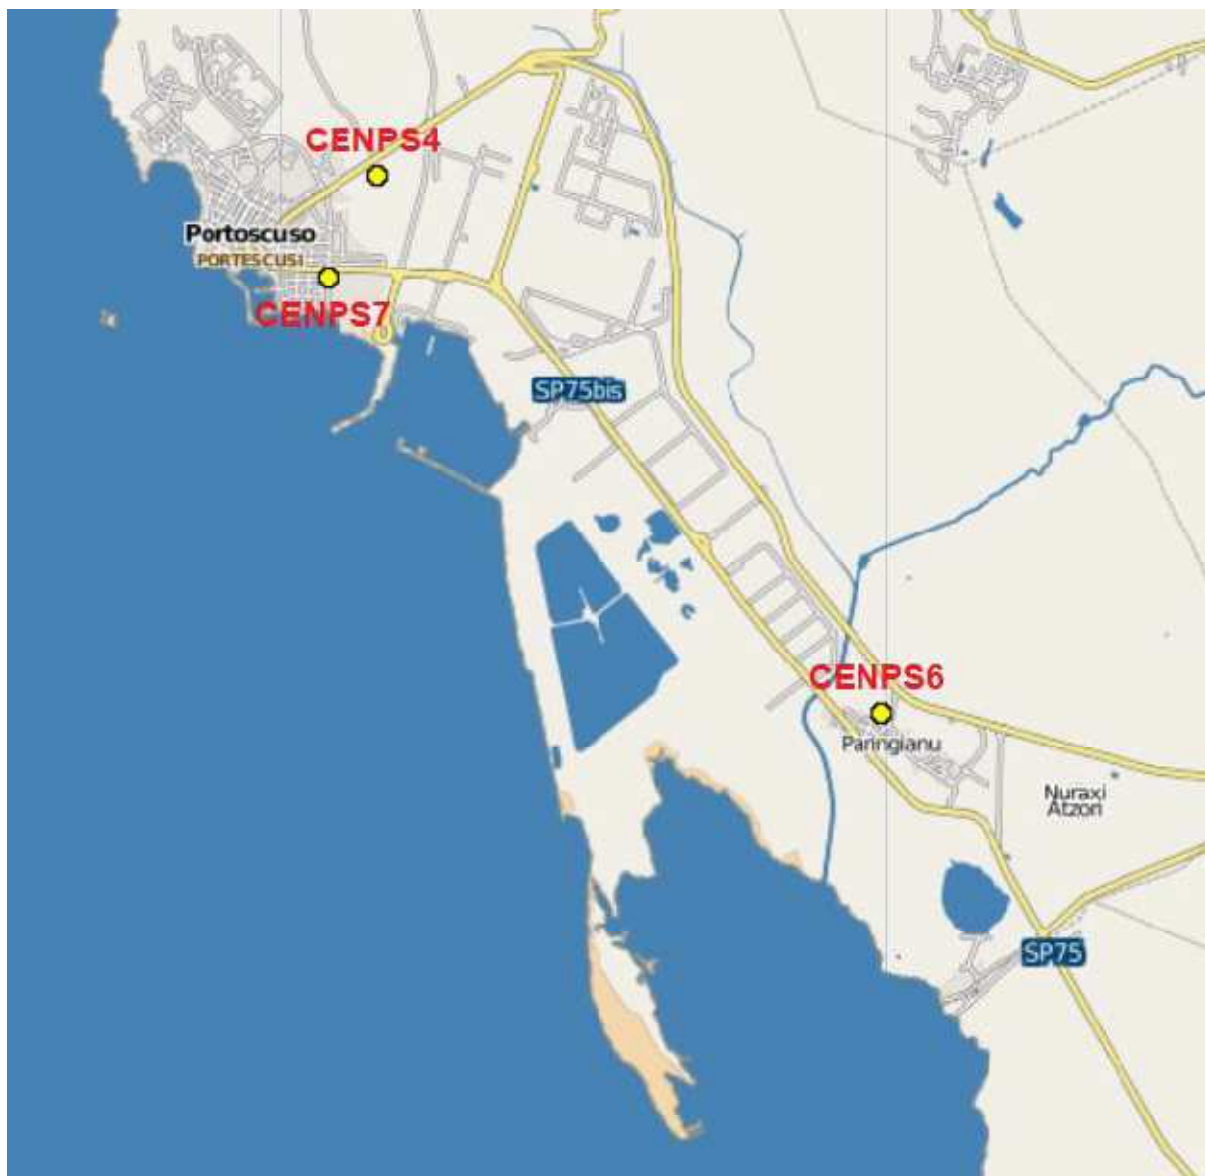 CENPS4
Portoscuso
PORTESCUSI
CENPS7
SP75bis
CENPS6
Paringianu
Nuraxi
Atzori
SP75